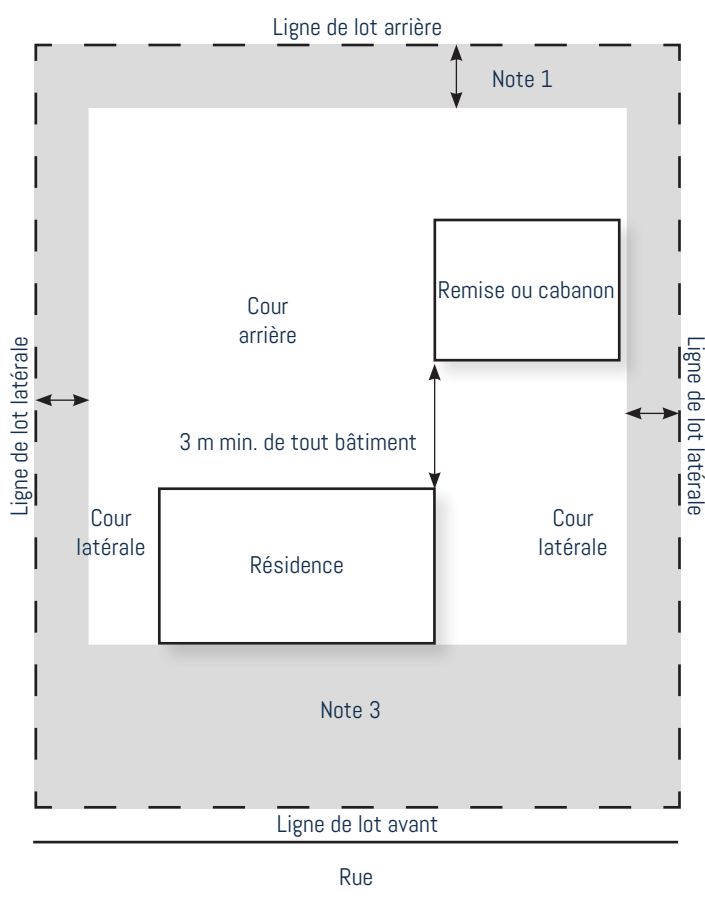 Ligne de lot arrière
Note 1
Remise ou cabanon
Cour
arrière
Ligne de lot latérale
Ligne de lot latérale
3 m min. de tout bâtiment
Cour
latérale
Cour
latérale
Résidence
Note 3
Ligne de lot avant
Rue